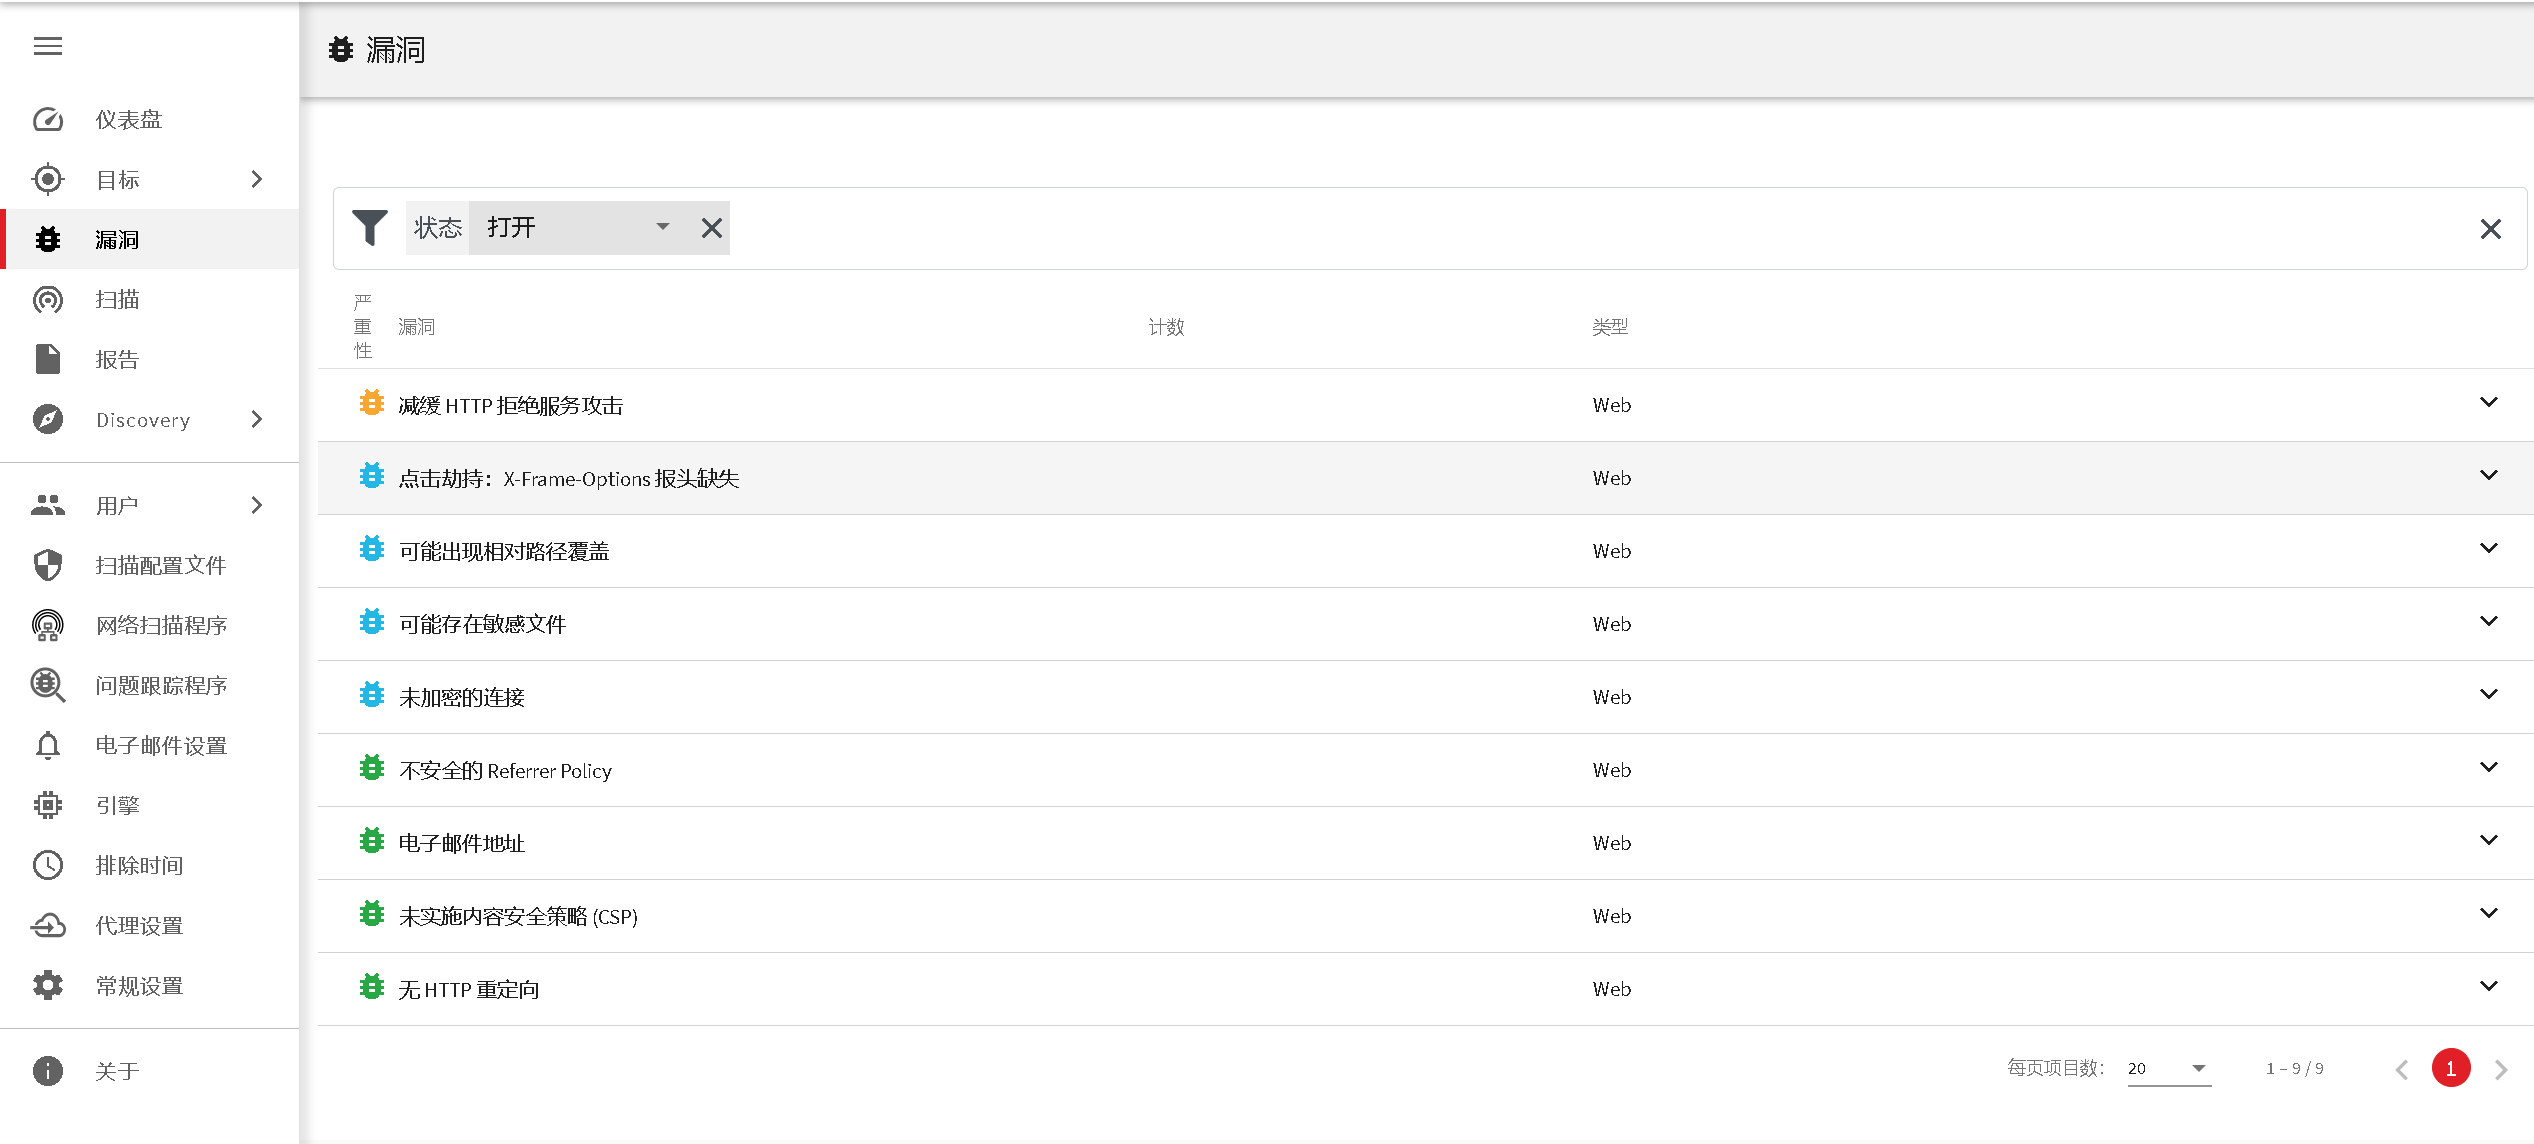 漏洞
仪表盘
目标
漏洞
扫描
报告
Discovery
用户
扫描配置文件
网络扫描程序
问题跟踪程序
电子邮件设置
引擎
排除时间
代理设置
常规设置
关于
状态 打开
严重性 漏洞 计数 类型
减缓 HTTP 拒绝服务攻击 Web
点击劫持：X-Frame-Options 报头缺失 Web
可能出现相对路径覆盖 Web
可能存在敏感文件 Web
未加密的连接 Web
不安全的 Referrer Policy Web
电子邮件地址 Web
未实施内容安全策略 (CSP) Web
无 HTTP 重定向 Web
每页项目数： 20 1 – 9 / 9 1